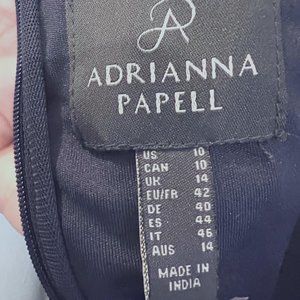 ADRIANNA
PAPELL
US 10
CAN 10
UK 14
EU/FR 42
DE 40
ES 44
IT 46
AUS 14
MADE IN
INDIA